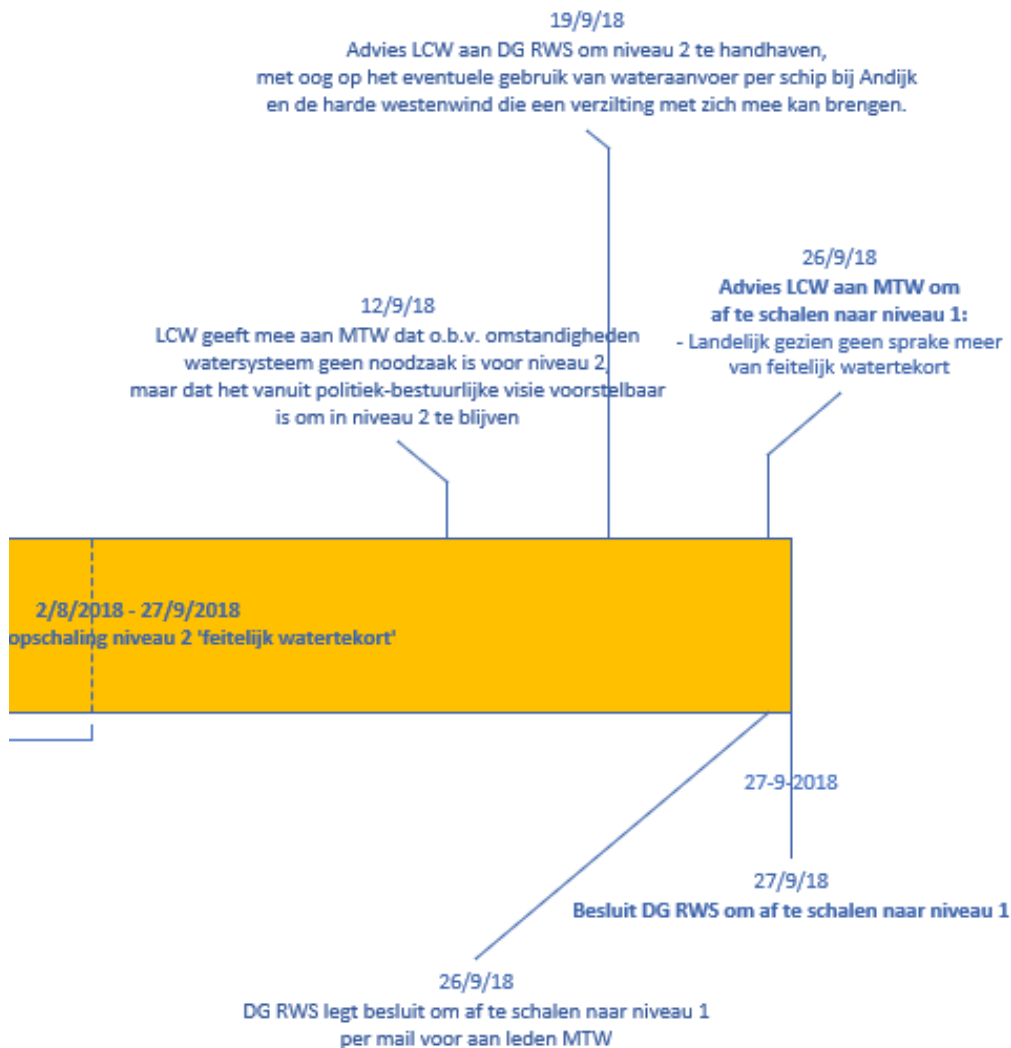 19/9/18
Advies LCW aan DG RWS om niveau 2 te handhaven,
met oog op het eventuele gebruik van wateraanvoer per schip bij Andijk
en de harde westenwind die een verzilting met zich mee kan brengen.
26/9/18
Advies LCW aan MTW om
af te schalen naar niveau 1:
- Landelijk gezien geen sprake meer
van feitelijk watertekort
12/9/18
LCW geeft mee aan MTW dat o.b.v. omstandigheden
watersysteem geen noodzaak is voor niveau 2,
maar dat het vanuit politiek-bestuurlijke visie voorstelbaar
is om in niveau 2 te blijven
2/8/2018 - 27/9/2018
opschaling niveau 2 'feitelijk watertekort'
27-9-2018
27/9/18
Besluit DG RWS om af te schalen naar niveau 1
26/9/18
DG RWS legt besluit om af te schalen naar niveau 1
per mail voor aan leden MTW